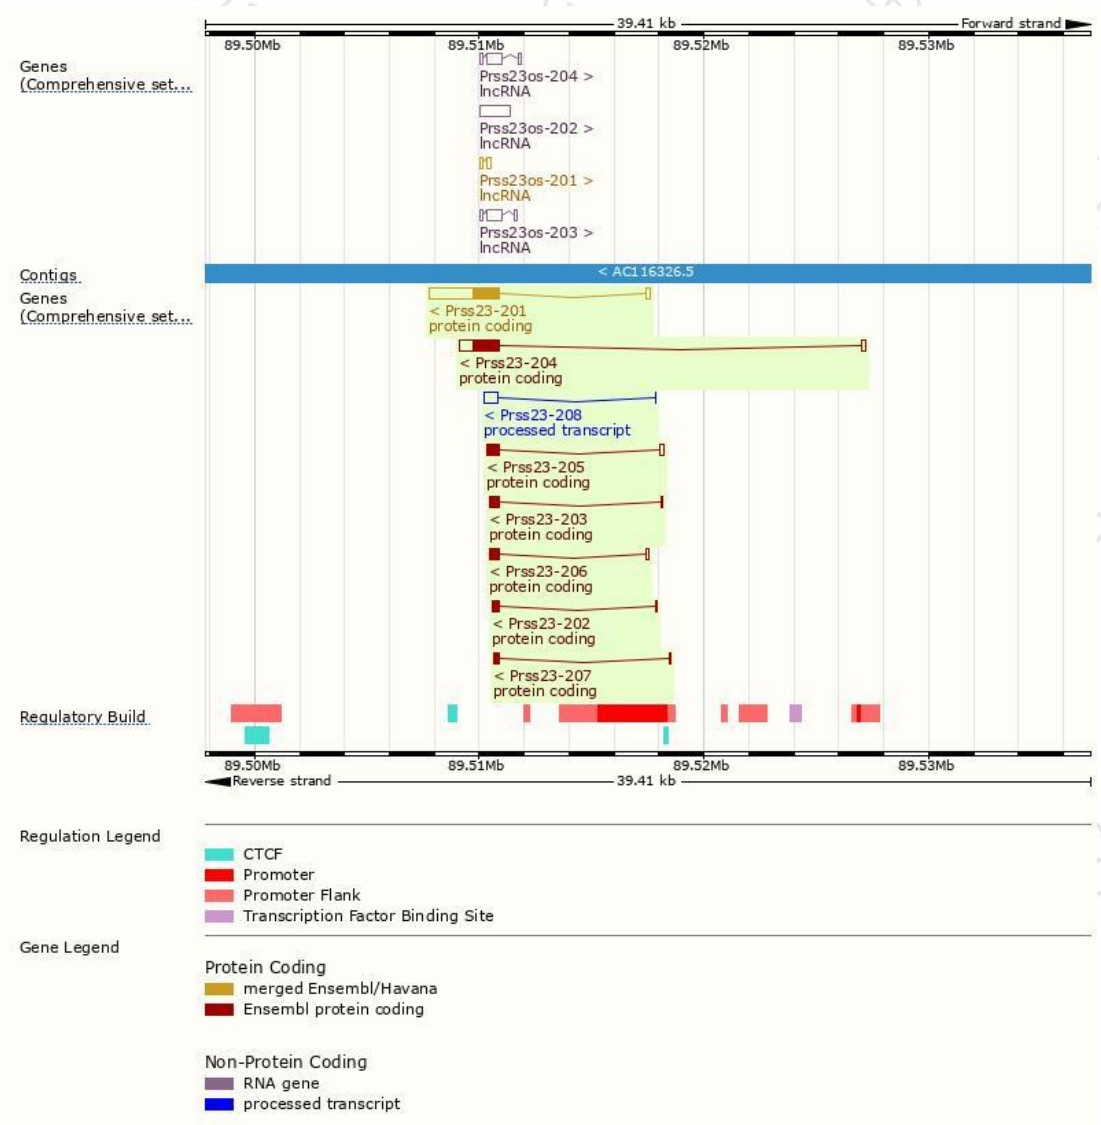 39.41 kb
Forward strand
89.50Mb 89.51Mb 89.52Mb 89.53Mb
Genes
(Comprehensive set...
Prss23os-204 >
lncRNA
Prss23os-202 >
lncRNA
Prss23os-201 >
lncRNA
Prss23os-203 >
lncRNA
Contigs
< AC116326.5
Genes
(Comprehensive set...
< Prss23-201
protein coding
< Prss23-204
protein coding
< Prss23-208
processed transcript
< Prss23-205
protein coding
< Prss23-203
protein coding
< Prss23-206
protein coding
< Prss23-202
protein coding
< Prss23-207
protein coding
Regulatory Build
89.50Mb 89.51Mb 89.52Mb 89.53Mb
Reverse strand
39.41 kb
Regulation Legend
CTCF
Promoter
Promoter Flank
Transcription Factor Binding Site
Gene Legend
Protein Coding
merged Ensembl/Havana
Ensembl protein coding
Non-Protein Coding
RNA gene
processed transcript